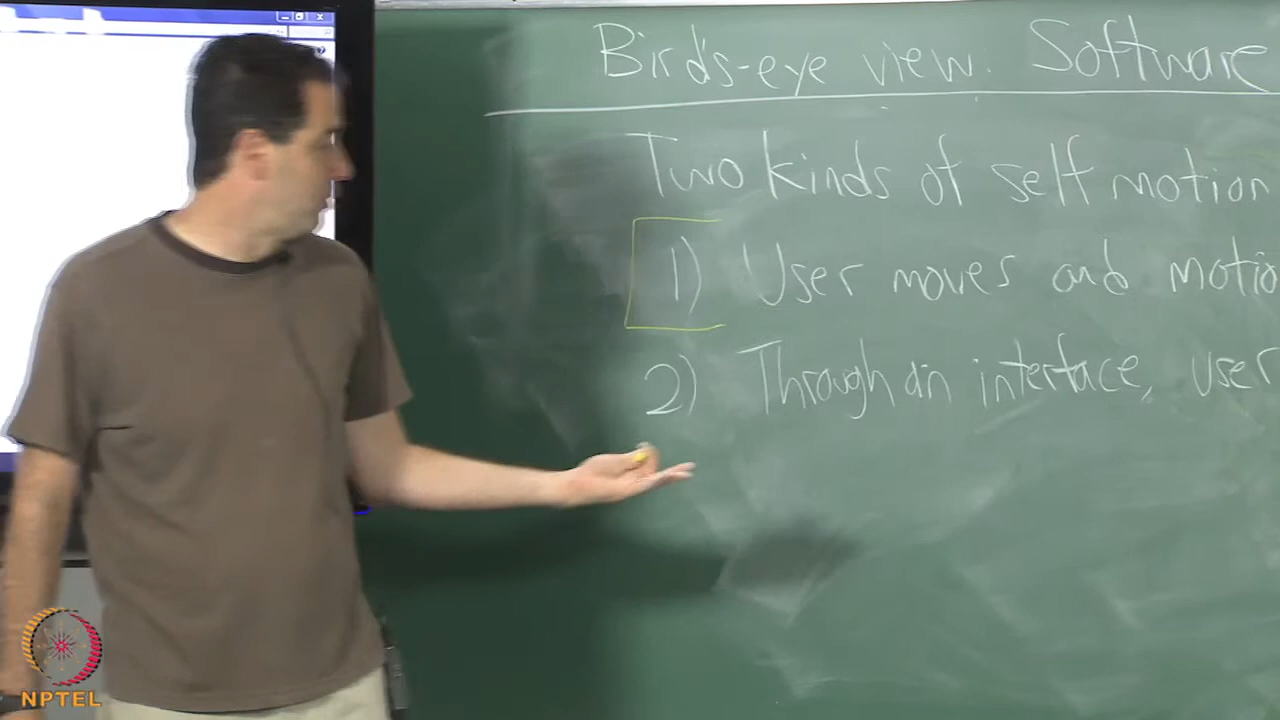 Bird's-eye view: Software
Two kinds of self motion
1) User moves and motio
2) Through an interface, user
NPTEL